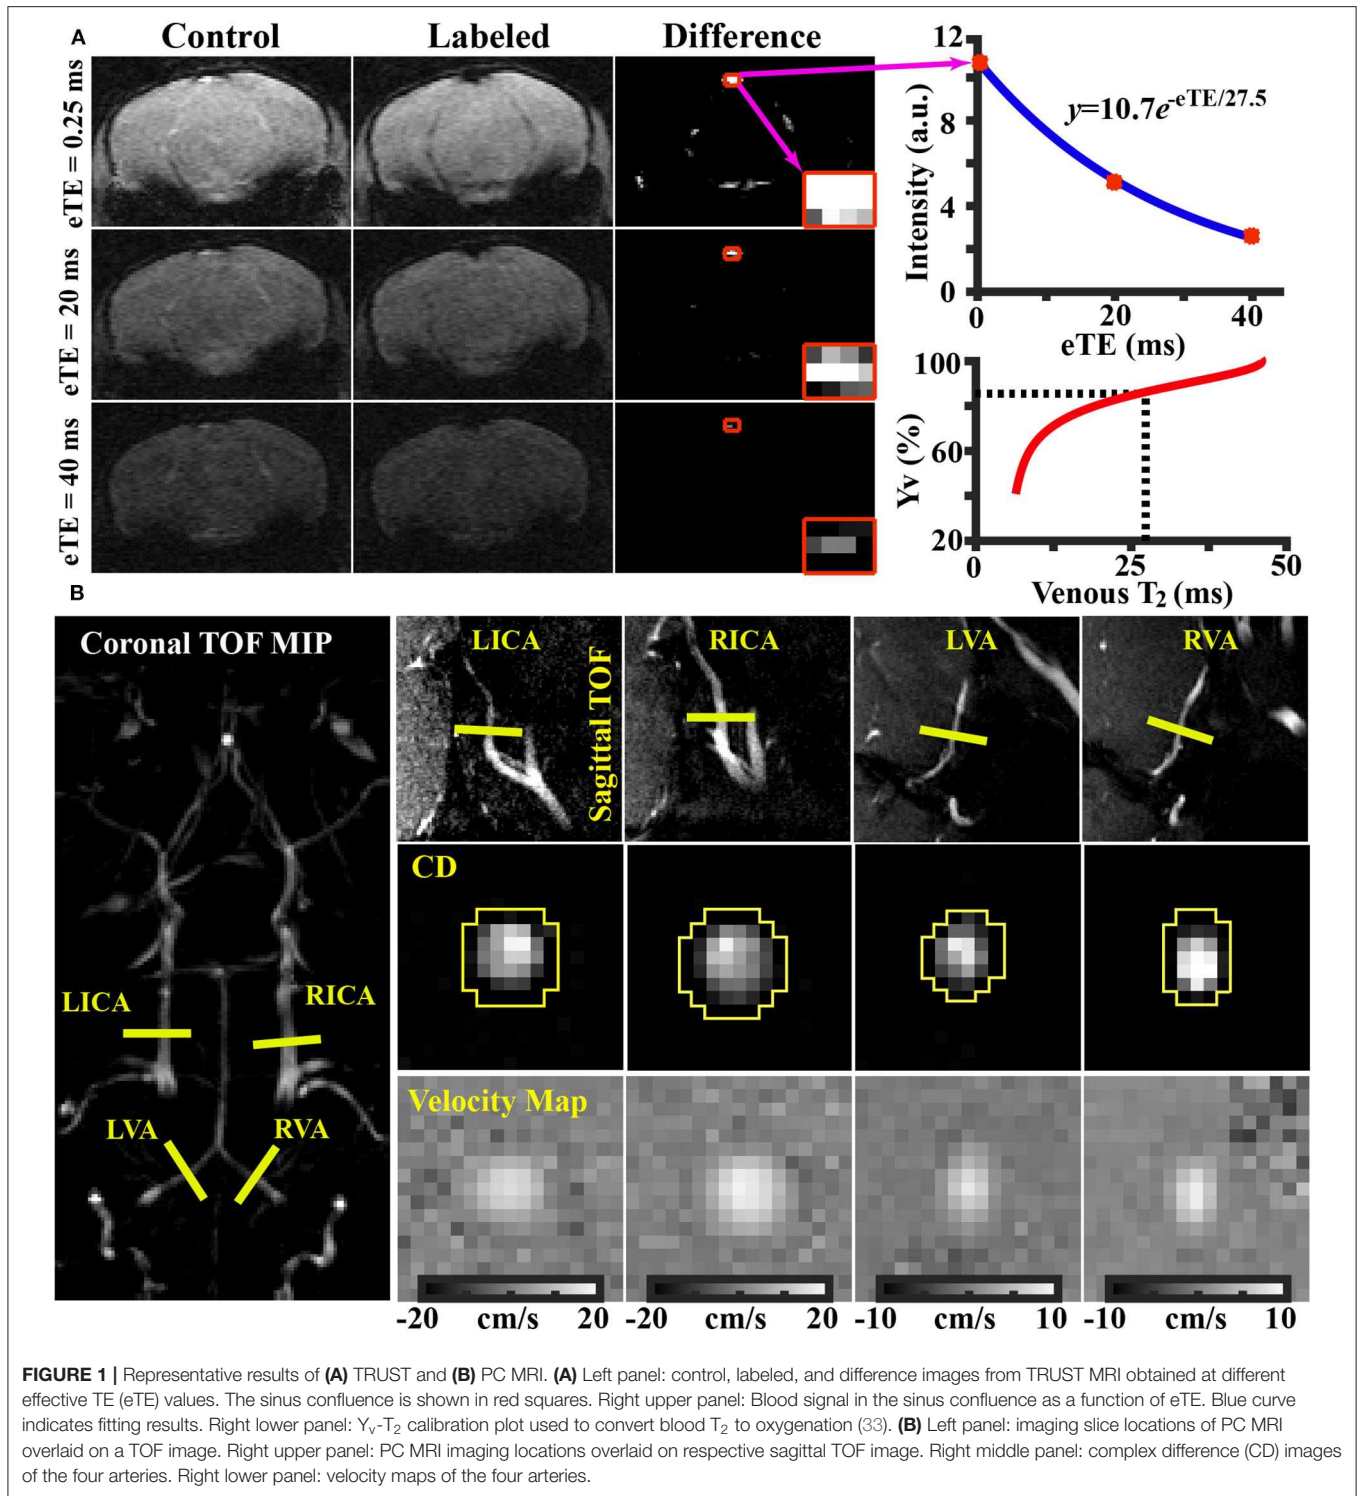 A
Control
Labeled
Difference
eTE = 0.25 ms
eTE = 20 ms
eTE = 40 ms
12
8
4
0
Intensity (a.u.)
y=10.7e-eTE/27.5
0
20
40
eTE (ms)
100
60
20
Yv (%)
0
25
50
Venous T2 (ms)
B
Coronal TOF MIP
LICA
RICA
LVA
RVA
LICA
Sagittal TOF
RICA
LVA
RVA
CD
Velocity Map
-20 cm/s 20
-20 cm/s 20
-10 cm/s 10
-10 cm/s 10
FIGURE 1 | Representative results of (A) TRUST and (B) PC MRI. (A) Left panel: control, labeled, and difference images from TRUST MRI obtained at different
effective TE (eTE) values. The sinus confluence is shown in red squares. Right upper panel: Blood signal in the sinus confluence as a function of eTE. Blue curve
indicates fitting results. Right lower panel: Yv-T2 calibration plot used to convert blood T2 to oxygenation (33). (B) Left panel: imaging slice locations of PC MRI
overlaid on a TOF image. Right upper panel: PC MRI imaging locations overlaid on respective sagittal TOF image. Right middle panel: complex difference (CD) images
of the four arteries. Right lower panel: velocity maps of the four arteries.